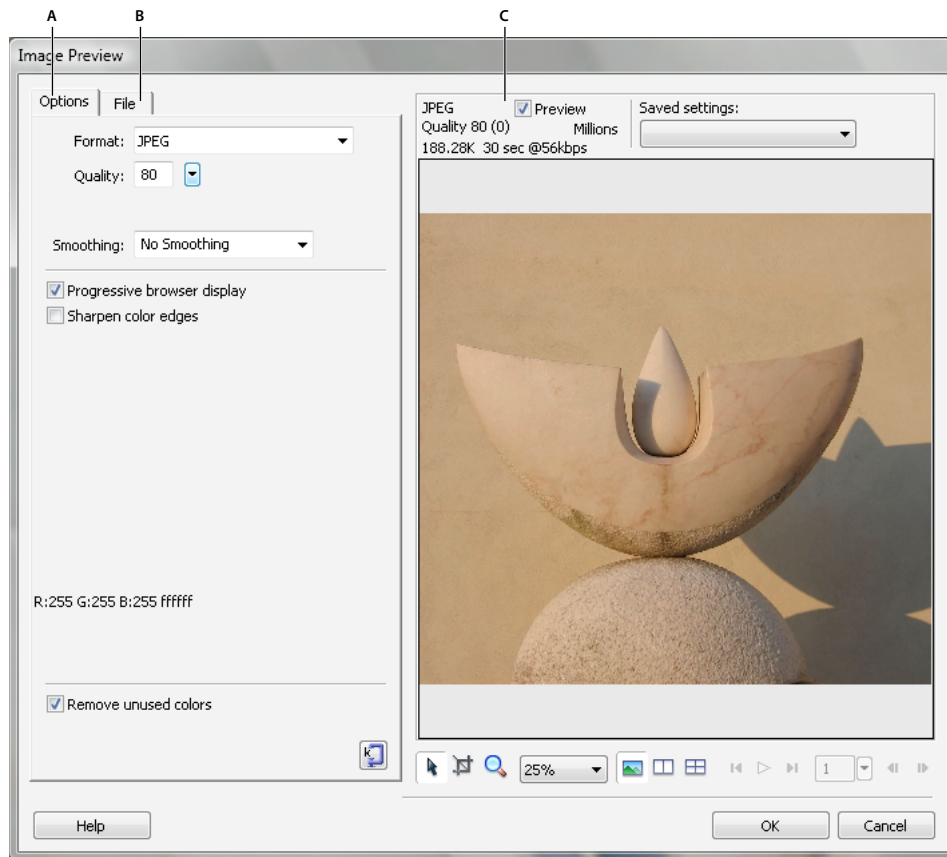 A B C
Image Preview
Options File
Format: JPEG
Quality: 80
Smoothing: No Smoothing
Progressive browser display
Sharpen color edges
R:255 G:255 B:255 ffffff
Remove unused colors
k
JPEG Preview
Quality 80 (0) Millions
188.28K 30 sec @56kbps
Saved settings:
25%
1
Help
OK Cancel